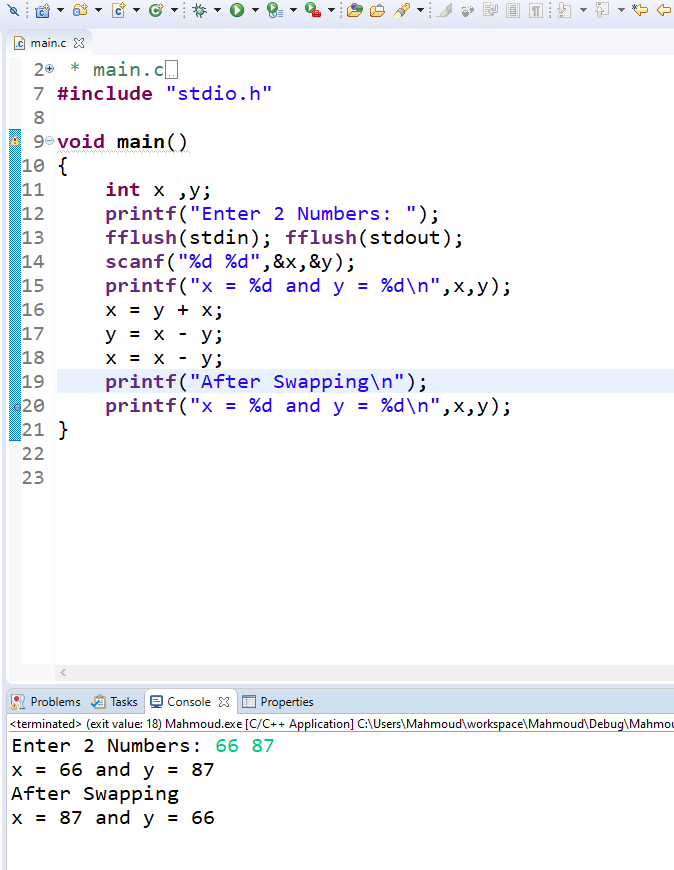 main.c
2 * main.c
7 #include "stdio.h"
8
9 void main()
10 {
11     int x ,y;
12     printf("Enter 2 Numbers: ");
13     fflush(stdin); fflush(stdout);
14     scanf("%d %d",&x,&y);
15     printf("x = %d and y = %d\n",x,y);
16     x = y + x;
17     y = x - y;
18     x = x - y;
19     printf("After Swapping\n");
20     printf("x = %d and y = %d\n",x,y);
21 }
22
23
Problems Tasks Console Properties
<terminated> (exit value: 18) Mahmoud.exe [C/C++ Application] C:\Users\Mahmoud\workspace\Mahmoud\Debug\Mahmou
Enter 2 Numbers: 66 87
x = 66 and y = 87
After Swapping
x = 87 and y = 66